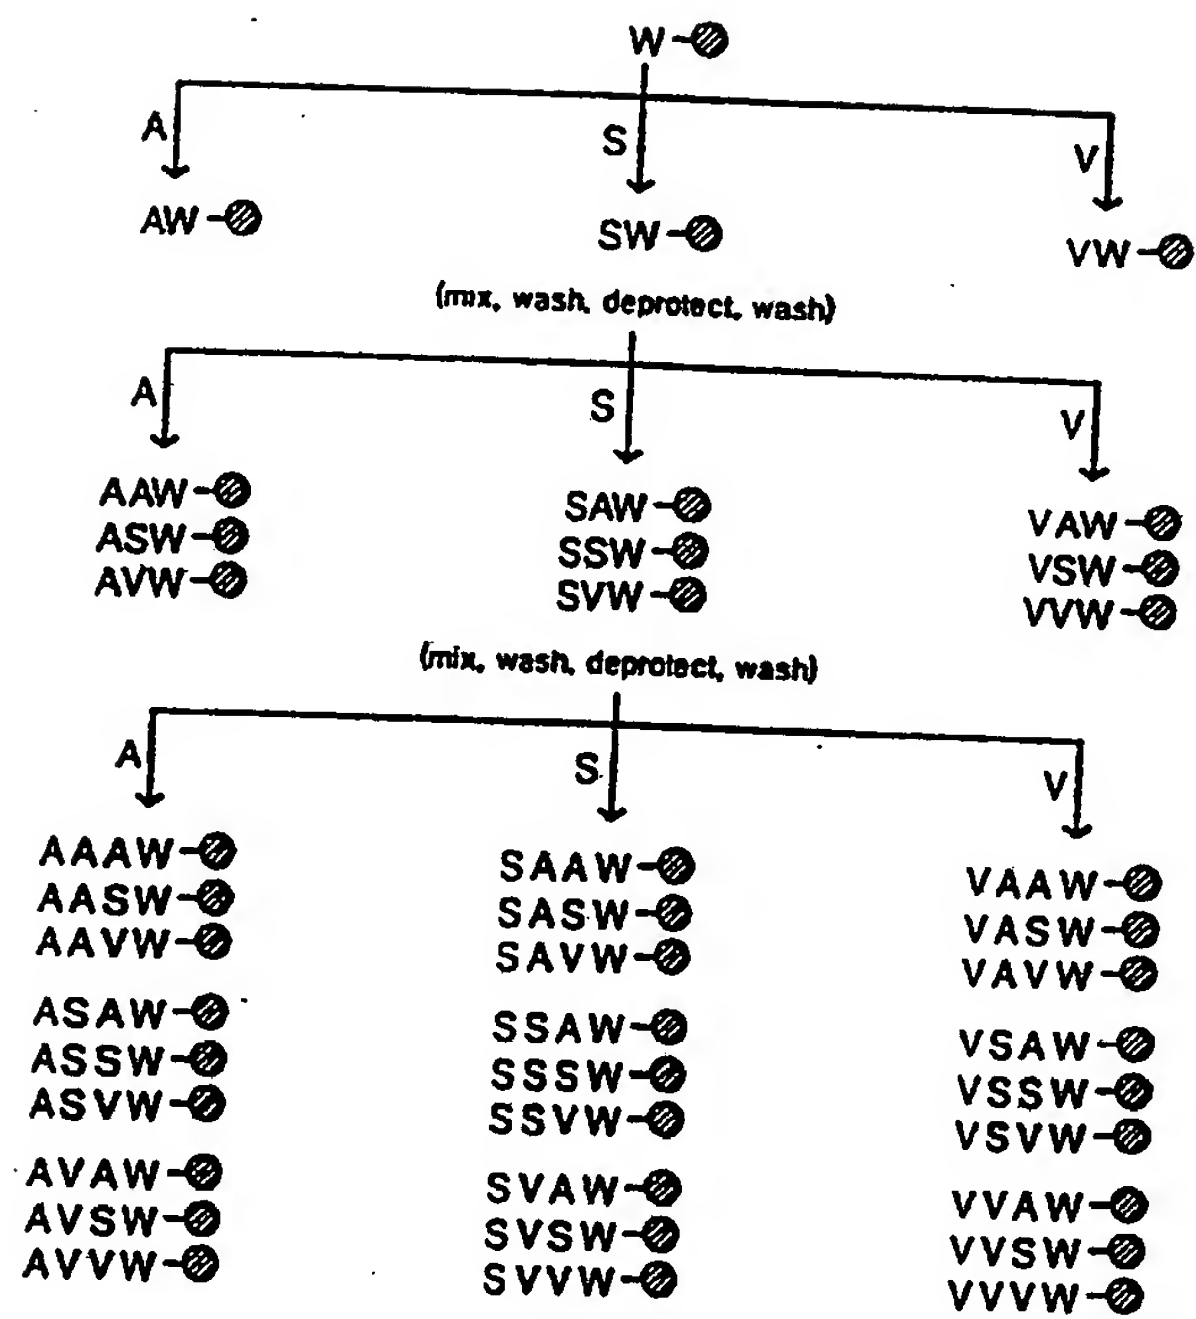 W
A S V
AW SW VW
(mix, wash, deprotect, wash)
A S V
AAW SAW VAW
ASW SSW VSW
AVW SVW VVW
(mix, wash, deprotect, wash)
A S V
AAAW SAAW VAAW
AASW SASW VASW
AAVW SAVW VAVW
ASAW SSAW VSAW
ASSW SSSW VSSW
ASVW SSVW VSVW
AVAW SVAW VVAW
AVSW SVSW VVSW
AVVW SVVW VVVW